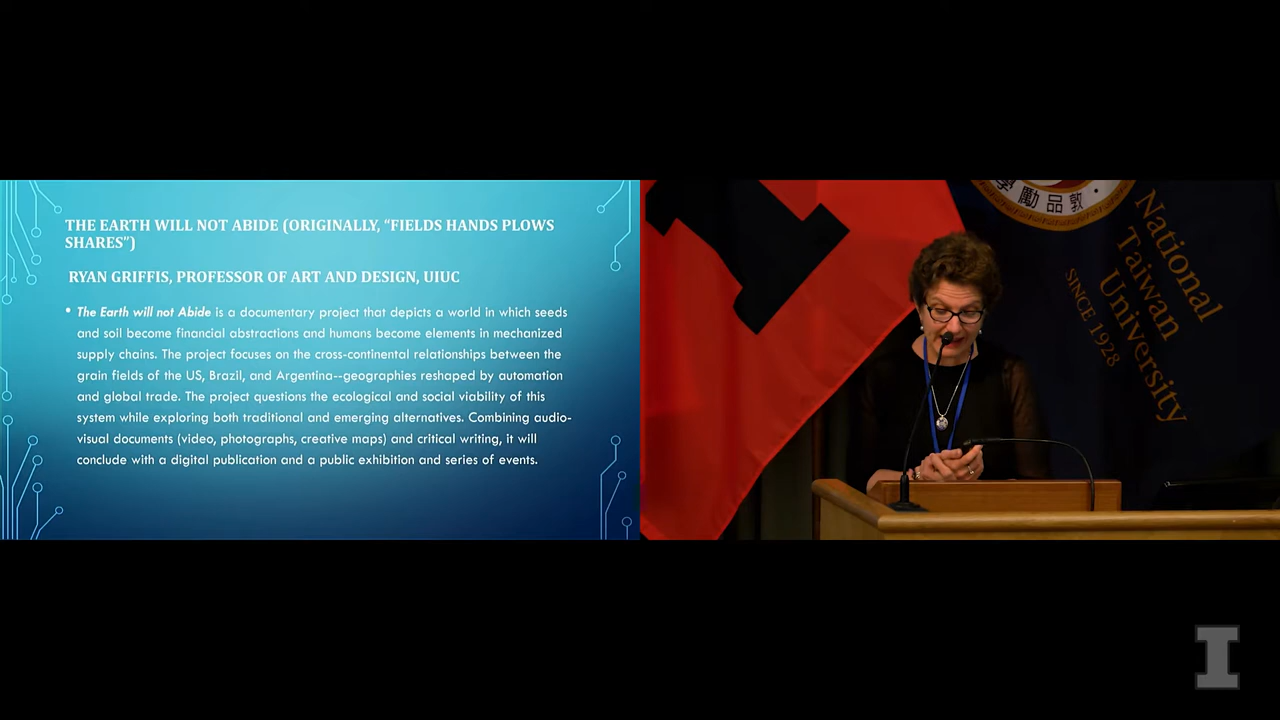 THE EARTH WILL NOT ABIDE (ORIGINALLY, “FIELDS HANDS PLOWS
SHARES”)
RYAN GRIFFIS, PROFESSOR OF ART AND DESIGN, UIUC
• The Earth will not Abide is a documentary project that depicts a world in which seeds
and soil become financial abstractions and humans become elements in mechanized
supply chains. The project focuses on the cross-continental relationships between the
grain fields of the US, Brazil, and Argentina--geographies reshaped by automation
and global trade. The project questions the ecological and social viability of this
system while exploring both traditional and emerging alternatives. Combining audio-
visual documents (video, photographs, creative maps) and critical writing, it will
conclude with a digital publication and a public exhibition and series of events.
學勵品敦
National
Taiwan
University
SINCE 1928
I